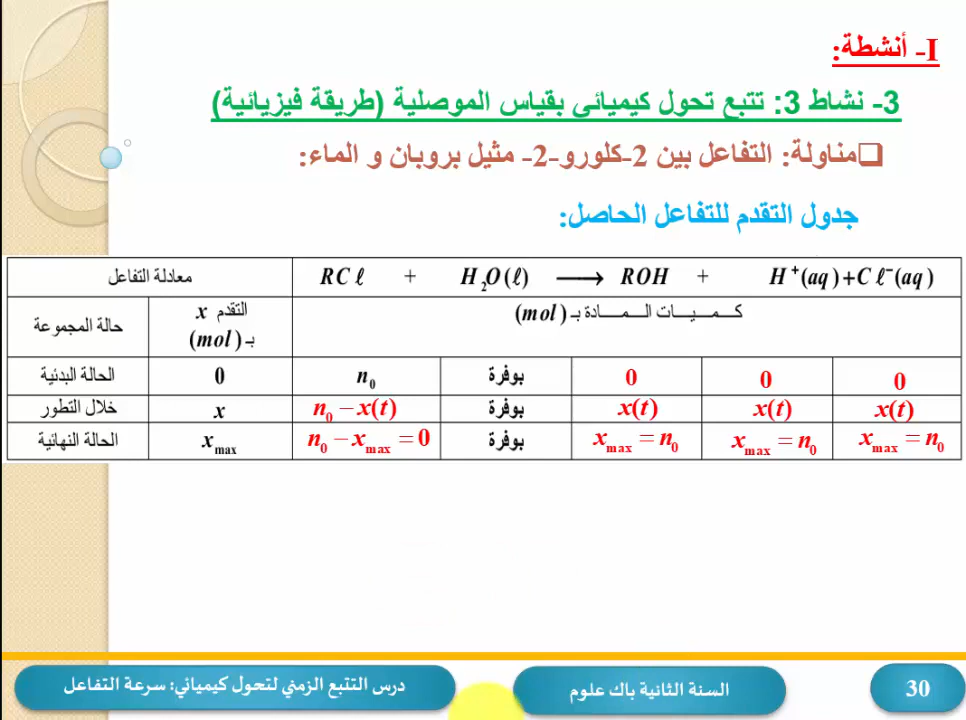 I- أنشطة:
3- نشاط 3: تتبع تحول كيميائي بقياس الموصلية (طريقة فيزيائية)
مناولة: التفاعل بين 2-كلورو-2- مثيل بروبان و الماء:
جدول التقدم للتفاعل الحاصل:
معادلة التفاعل RCℓ + H₂O(ℓ) ⟶ ROH + H⁺(aq)+Cℓ⁻(aq)
حالة المجموعة التقدم x بـ (mol) كـــمـــيـــات الـــمـــــادة بـ (mol)
الحالة البدئية 0 n₀ بوفرة 0 0 0
خلال التطور x n₀ − x(t) بوفرة x(t) x(t) x(t)
الحالة النهائية xmax n₀ − xmax = 0 بوفرة xmax = n₀ xmax = n₀ xmax = n₀
درس التتبع الزمني لتحول كيميائي: سرعة التفاعل
السنة الثانية باك علوم
30